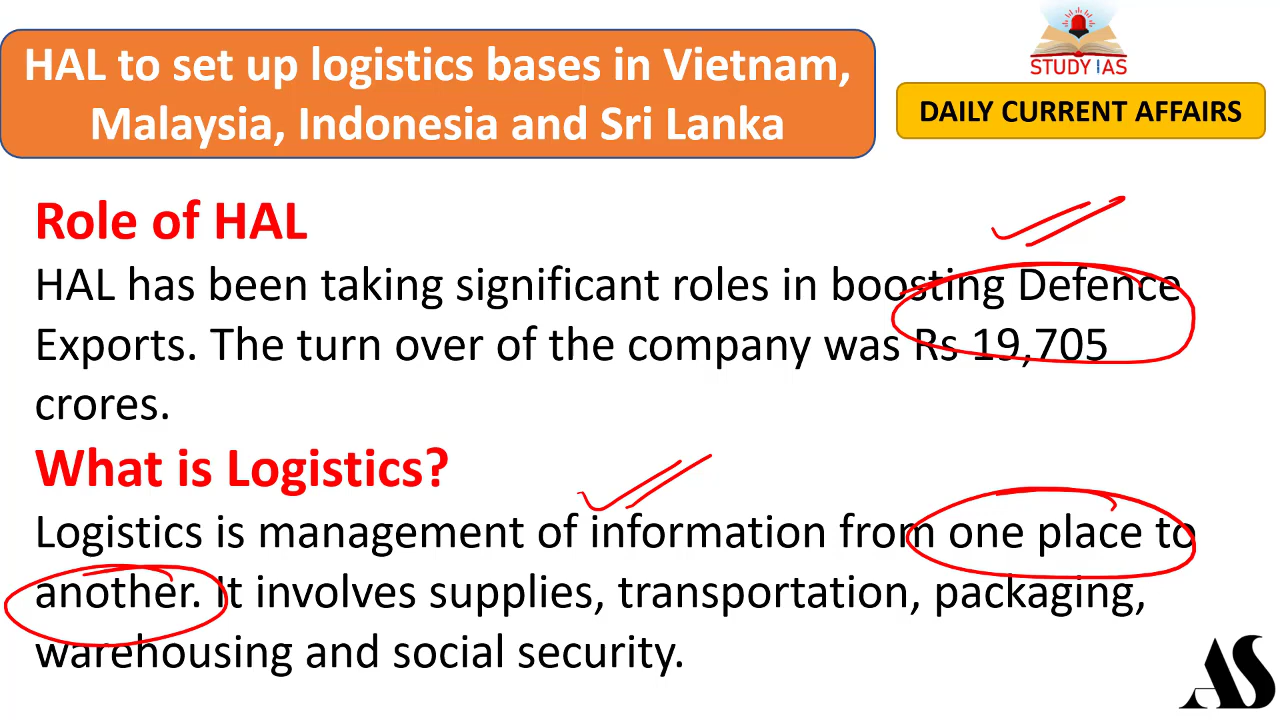 HAL to set up logistics bases in Vietnam,
Malaysia, Indonesia and Sri Lanka
STUDY IAS
DAILY CURRENT AFFAIRS
Role of HAL
HAL has been taking significant roles in boosting Defence
Exports. The turn over of the company was Rs 19,705
crores.
What is Logistics?
Logistics is management of information from one place to
another. It involves supplies, transportation, packaging,
warehousing and social security.
AS